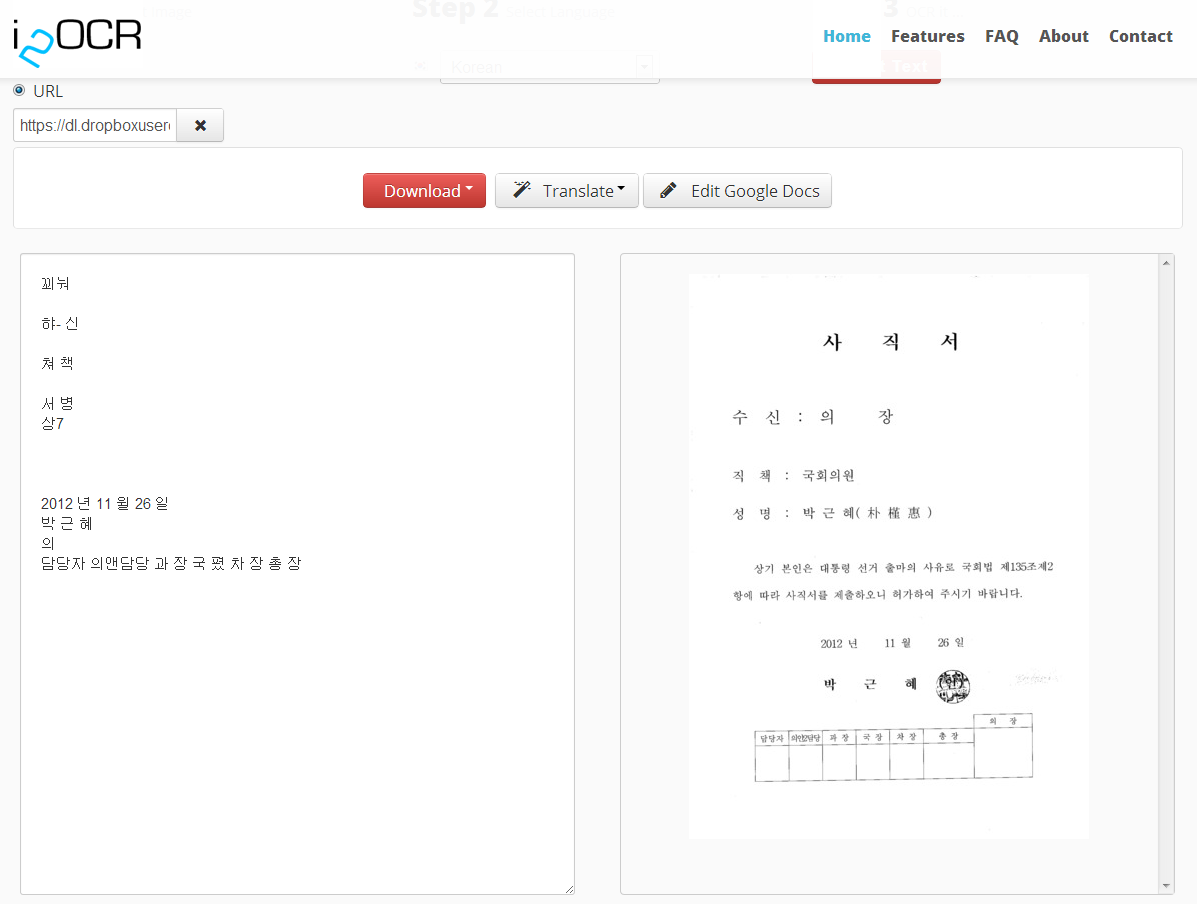 i2OCR
Home Features FAQ About Contact
Step 2
3
Korean
Text
URL
https://dl.dropboxuser
Download
Translate
Edit Google Docs
꾀눠
햐- 신
쳐 책
서 병
상7
2012 년 11 월 26 일
박 근 혜
의
담당자 의앤담당 과 장 국 폈 차 장 총 장
사 직 서
수 신 : 의 장
직 책 : 국회의원
성 명 : 박 근 혜( 朴 槿 惠 )
상기 본인은 대통령 선거 출마의 사유로 국회법 제135조제2
항에 따라 사직서를 제출하오니 허가하여 주시기 바랍니다.
2012 년 11 월 26 일
박 근 혜
의 장
담당자 의안담당 과 장 국 장 차 장 총 장